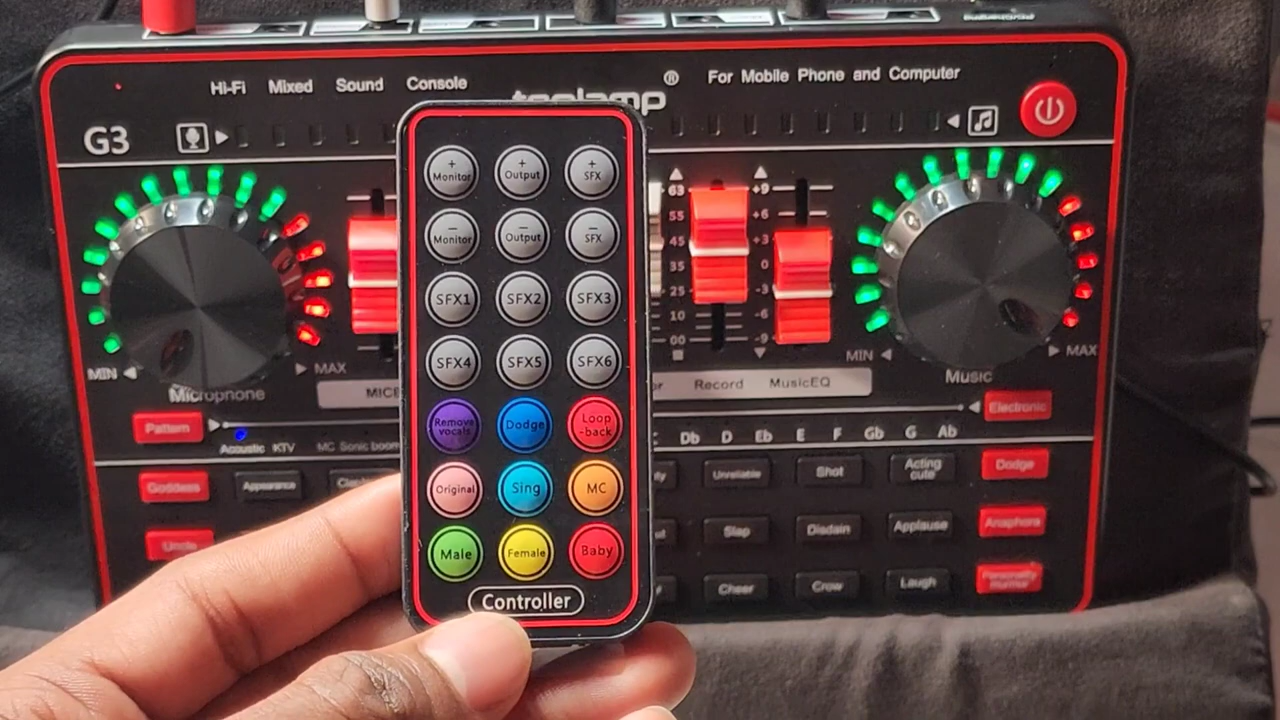 Hi-Fi Mixed Sound Console
® For Mobile Phone and Computer
G3
+ Monitor
+ Output
+ SFX
− Monitor
− Output
− SFX
SFX1
SFX2
SFX3
SFX4
SFX5
SFX6
Remove vocals
Dodge
Loop -back
Original
Sing
MC
Male
Female
Baby
Controller
63
55
45
35
25
10
00
+9
+6
+3
0
-3
-6
-9
MIN
MAX
Microphone
MIN
MAX
Music
Record
MusicEQ
Pattern
Electronic
Acoustic
KTV
MC
Sonic boom
Db D Eb E F Gb G Ab
Goddess
Appearance
Shot
Acting cute
Dodge
Uncle
Slap
Disdain
Applause
Anaphora
Cheer
Crow
Laugh